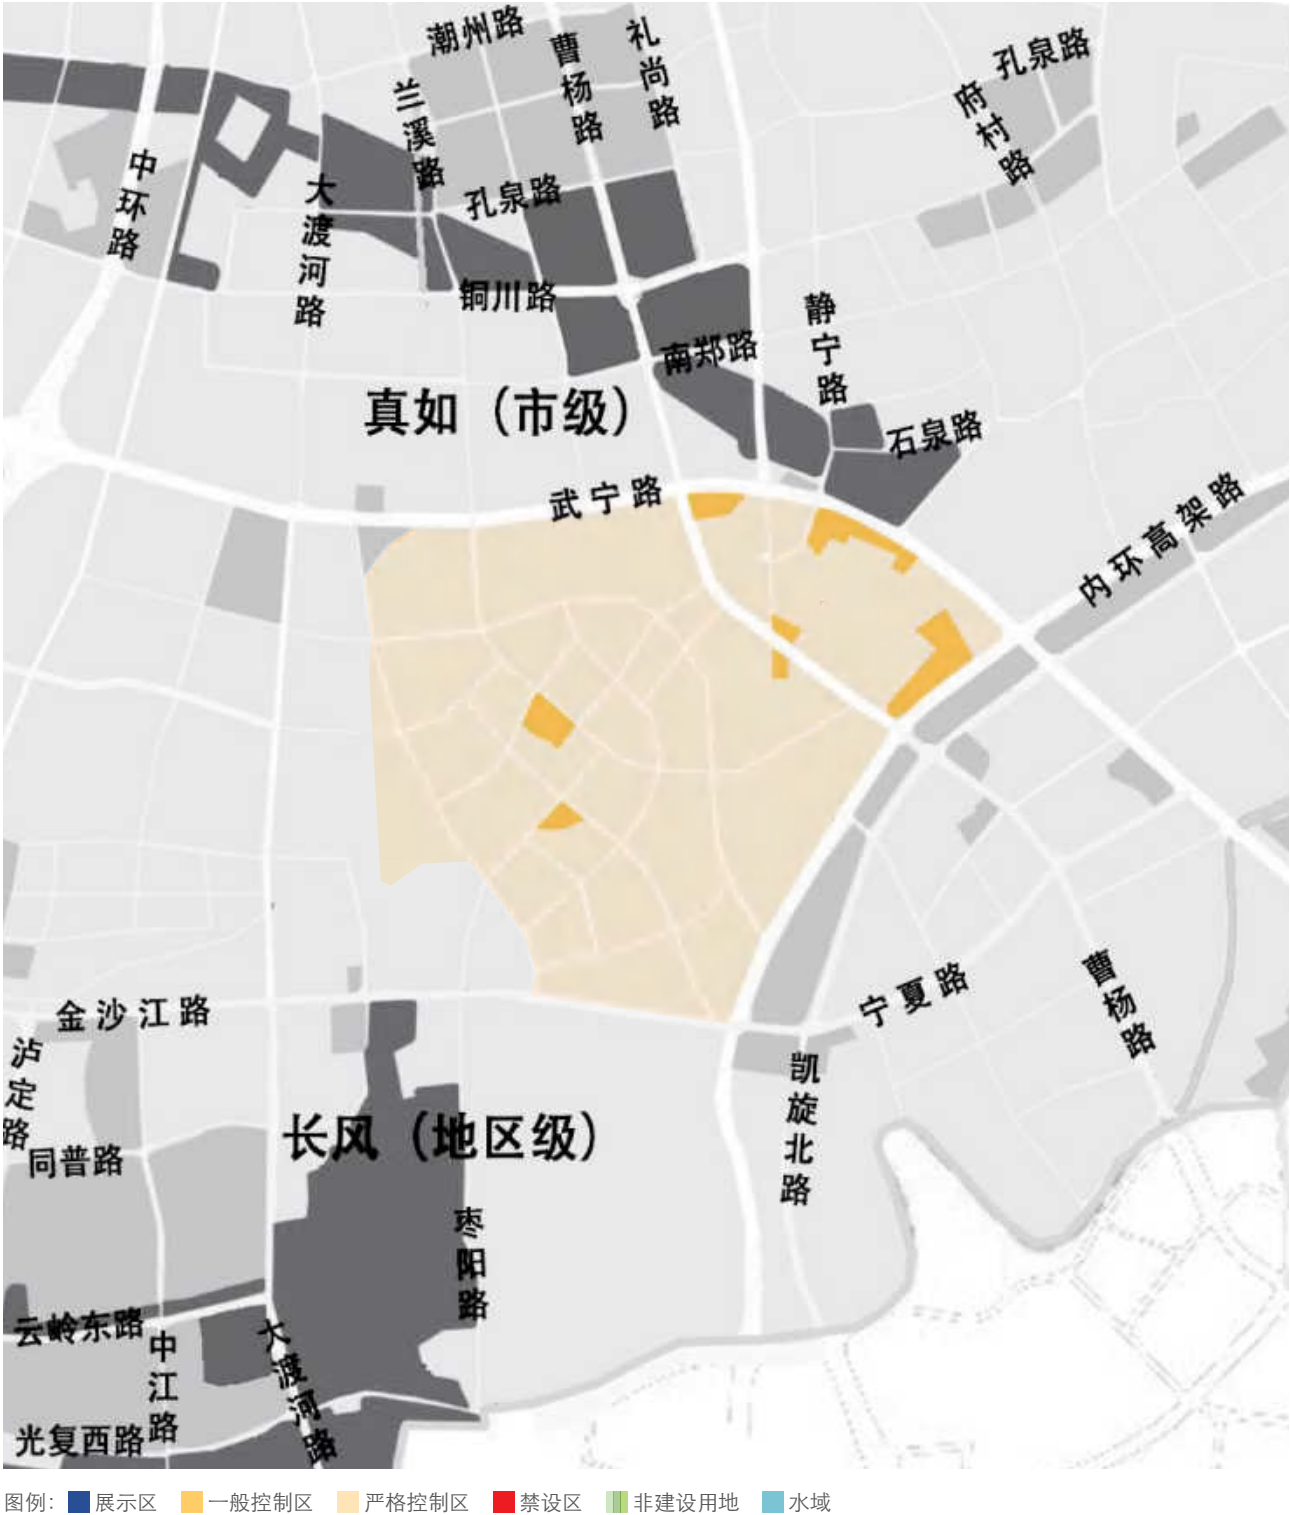 潮州路
曹杨路
礼尚路
孔泉路
府村路
兰溪路
中环路
大渡河路
孔泉路
铜川路
静宁路
南郑路
真如（市级）
石泉路
武宁路
内环高架路
金沙江路
泸定路
同普路
宁夏路
曹杨路
凯旋北路
长风（地区级）
枣阳路
云岭东路
中江路
大渡河路
光复西路
图例： 展示区 一般控制区 严格控制区 禁设区 非建设用地 水域